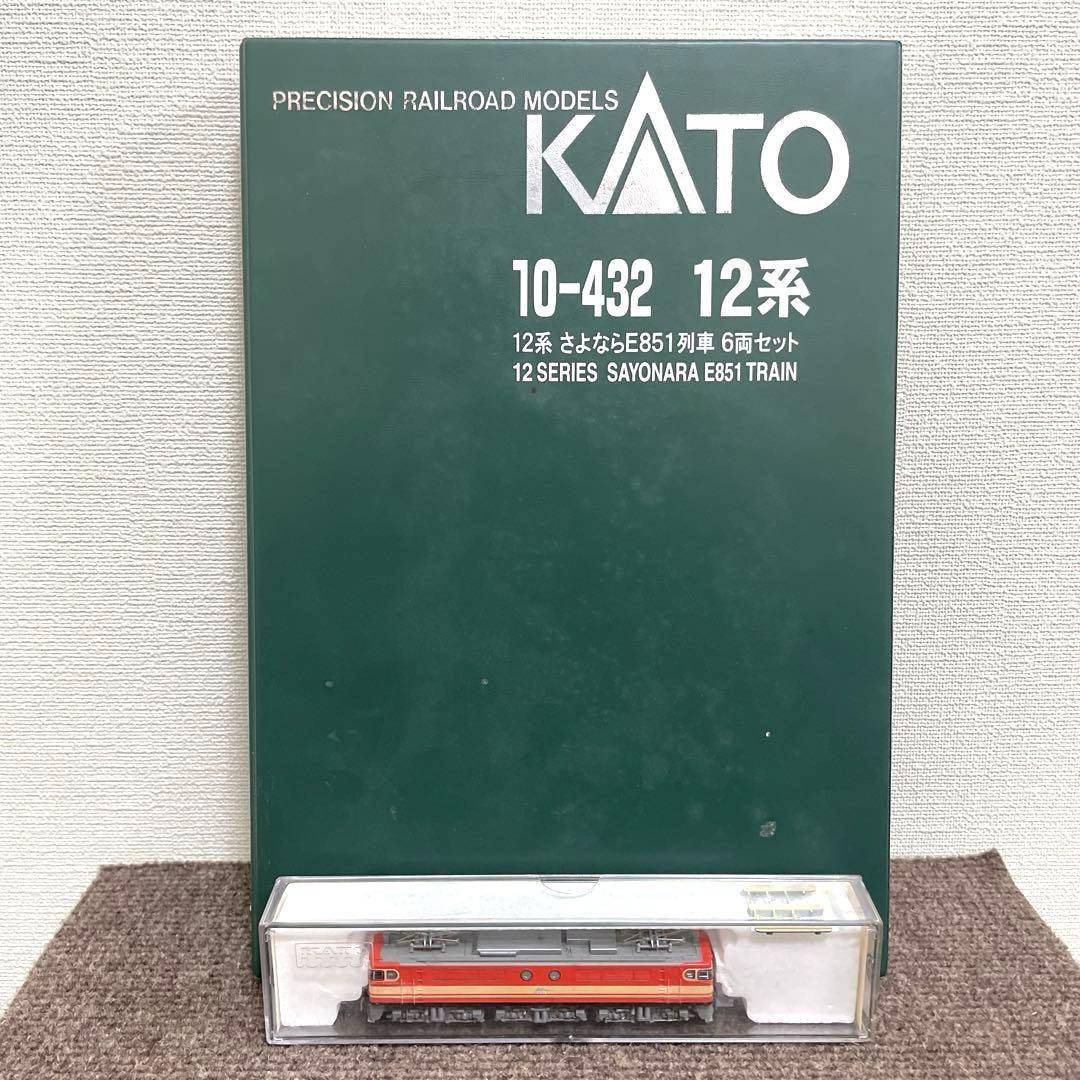 PRECISION RAILROAD MODELS
KATO
10-432 12系
12系 さよならE851列車 6両セット
12 SERIES SAYONARA E851 TRAIN
KATO